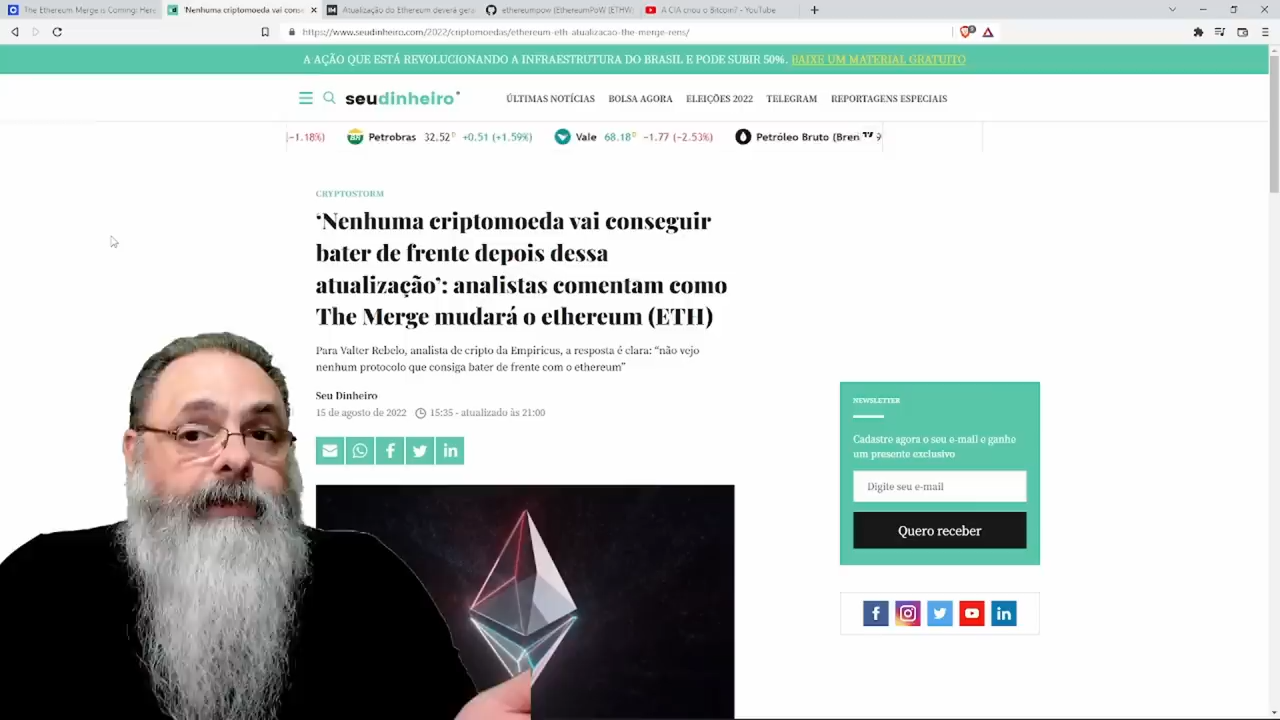 The Ethereum Merge is Coming! Here
'Nenhuma criptomoeda vai conse
Atualização do Ethereum deverá gerar
ethereumpow (EthereumPoW (ETHW)
A CIA criou o Bitcoin? - YouTube
https://www.seudinheiro.com/2022/criptomoedas/ethereum-eth-atualizacao-the-merge-rens/
A AÇÃO QUE ESTÁ REVOLUCIONANDO A INFRAESTRUTURA DO BRASIL E PODE SUBIR 50%. BAIXE UM MATERIAL GRATUITO
seudinheiro
ÚLTIMAS NOTÍCIAS BOLSA AGORA ELEIÇÕES 2022 TELEGRAM REPORTAGENS ESPECIAIS
(−1.18%) Petrobras 32.52 D +0.51 (+1.59%) Vale 68.18 D −1.77 (−2.53%) Petróleo Bruto (Bren
CRYPTOSTORM
'Nenhuma criptomoeda vai conseguir
bater de frente depois dessa
atualização': analistas comentam como
The Merge mudará o ethereum (ETH)
Para Valter Rebelo, analista de cripto da Empiricus, a resposta é clara: “não vejo
nenhum protocolo que consiga bater de frente com o ethereum”
Seu Dinheiro
15 de agosto de 2022 15:35 - atualizado às 21:00
NEWSLETTER
Cadastre agora o seu e-mail e ganhe
um presente exclusivo
Digite seu e-mail
Quero receber